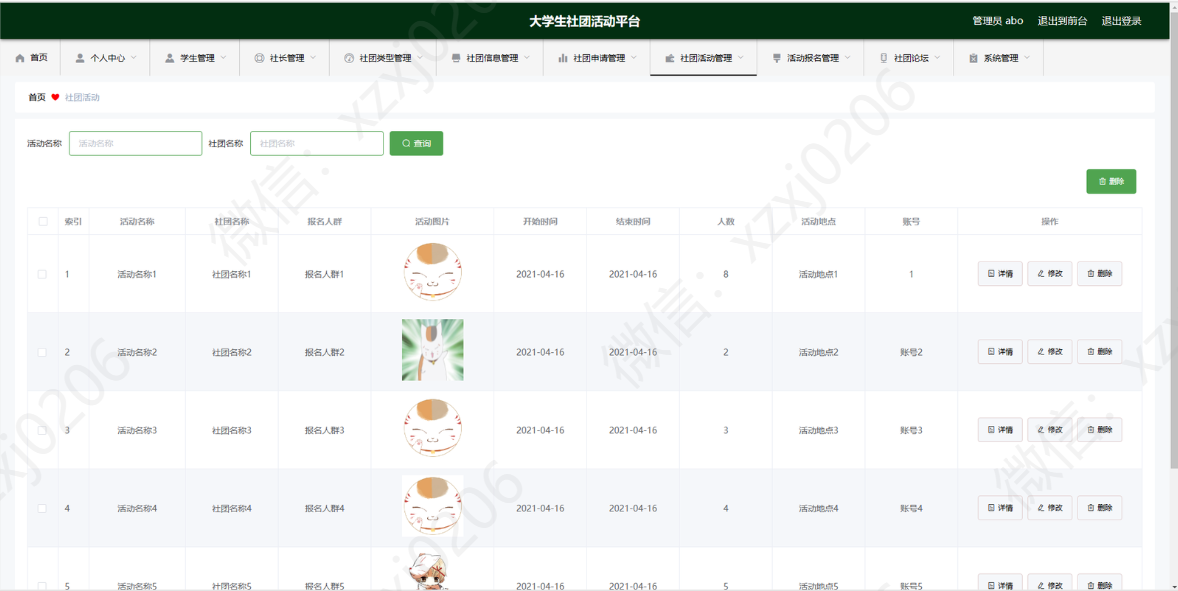 大学生社团活动平台
管理员 abo 退出到前台 退出登录
首页 个人中心 学生管理 社长管理 社团类型管理 社团信息管理 社团申请管理 社团活动管理 活动报名管理 社团论坛 系统管理
首页 社团活动
活动名称 活动名称 社团名称 社团名称 查询
删除
索引 活动名称 社团名称 报名人群 活动图片 开始时间 结束时间 人数 活动地点 账号 操作
1 活动名称1 社团名称1 报名人群1 2021-04-16 2021-04-16 8 活动地点1 1 详情 修改 删除
2 活动名称2 社团名称2 报名人群2 2021-04-16 2021-04-16 2 活动地点2 账号2 详情 修改 删除
3 活动名称3 社团名称3 报名人群3 2021-04-16 2021-04-16 3 活动地点3 账号3 详情 修改 删除
4 活动名称4 社团名称4 报名人群4 2021-04-16 2021-04-16 4 活动地点4 账号4 详情 修改 删除
5 活动名称5 社团名称5 报名人群5 2021-04-16 2021-04-16 5 活动地点5 账号5 详情 修改 删除
微信：xzxj0206
微信：xzxj0206
微信：xzx
xj0206